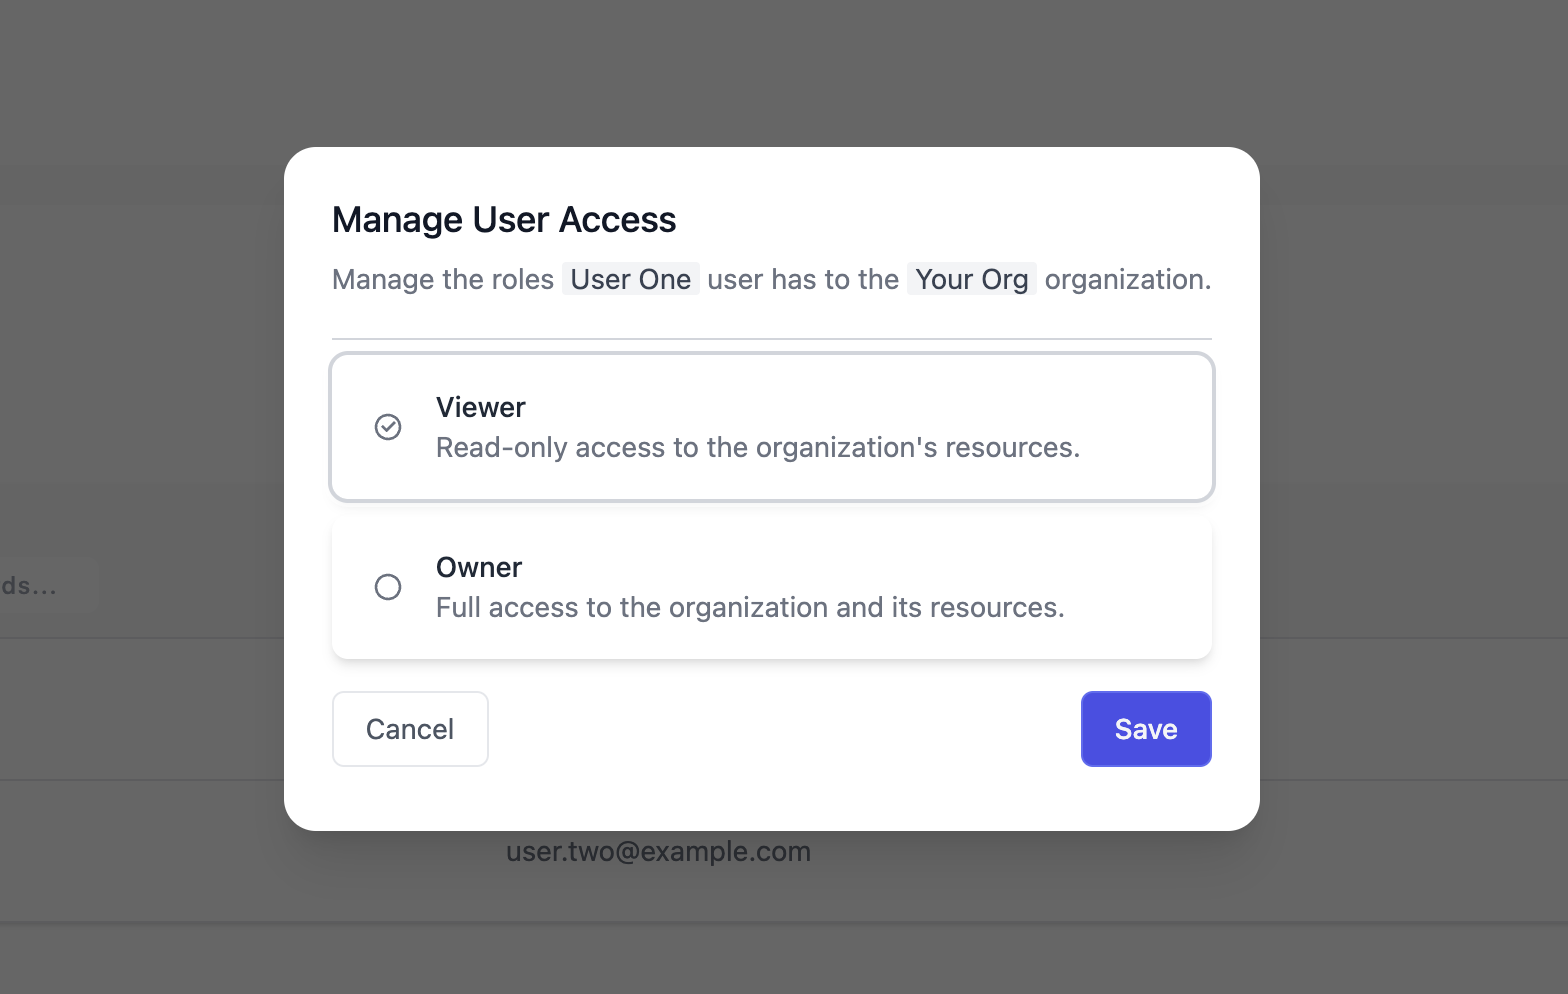 Manage User Access
Manage the roles User One user has to the Your Org organization.
Viewer
Read-only access to the organization's resources.
ds...
Owner
Full access to the organization and its resources.
Cancel
Save
user.two@example.com